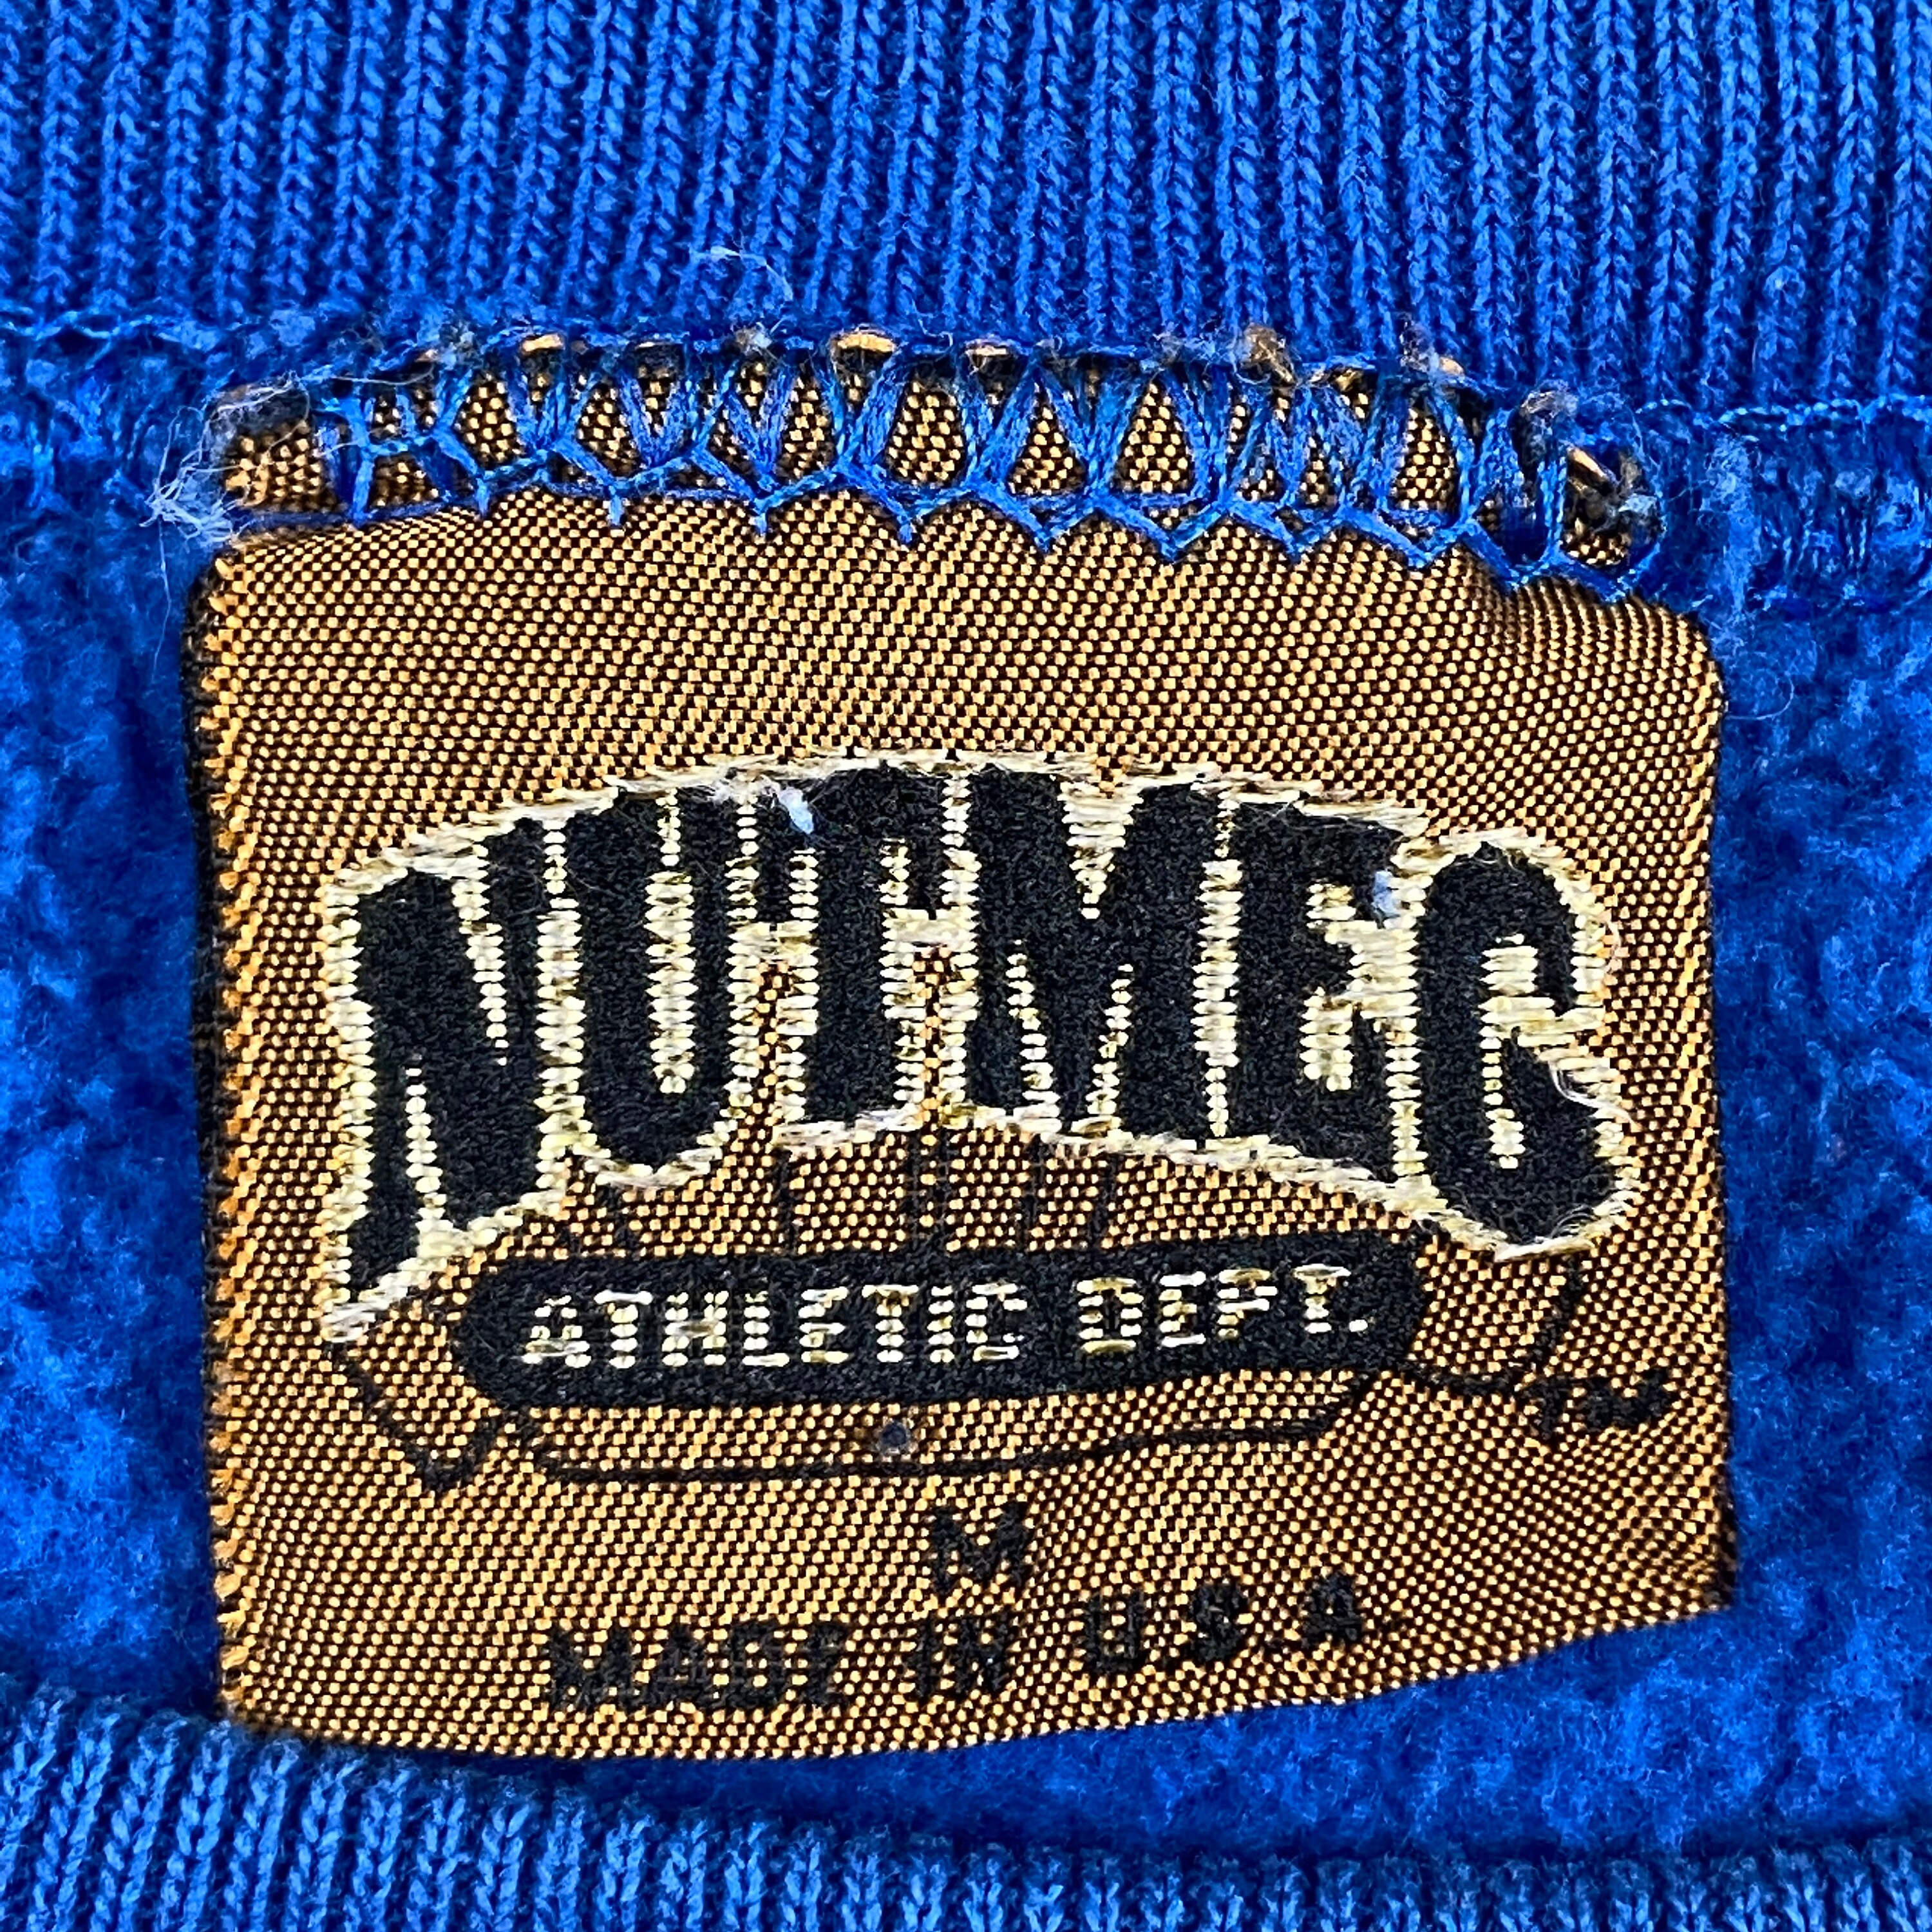 NUTMEG
ATHLETIC DEPT.
TM
M
MADE IN U.S.A.